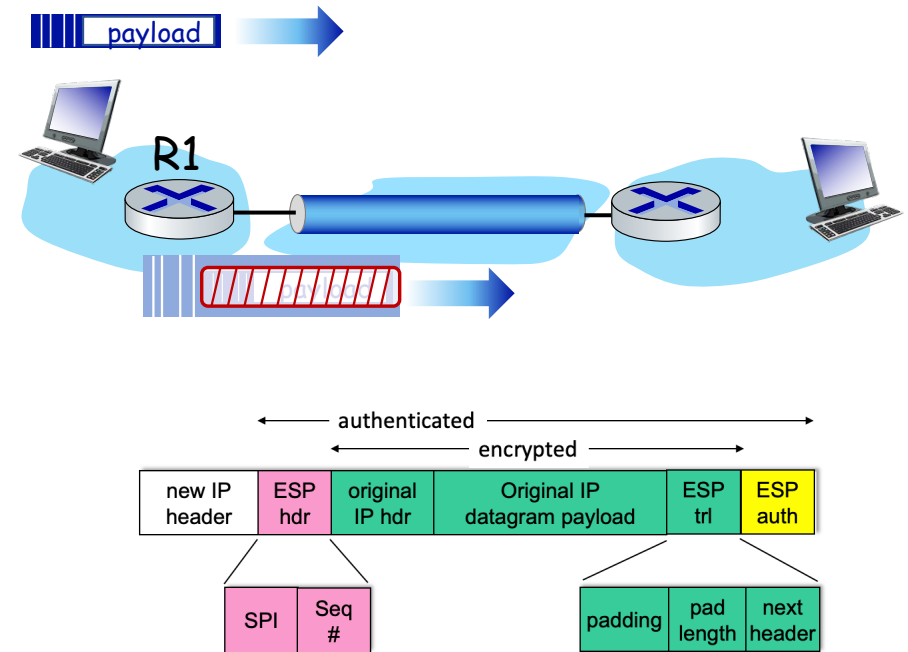 payload
R1
payload
authenticated
encrypted
new IP
header
ESP
hdr
original
IP hdr
Original IP
datagram payload
ESP
trl
ESP
auth
SPI
Seq
#
padding
pad
length
next
header